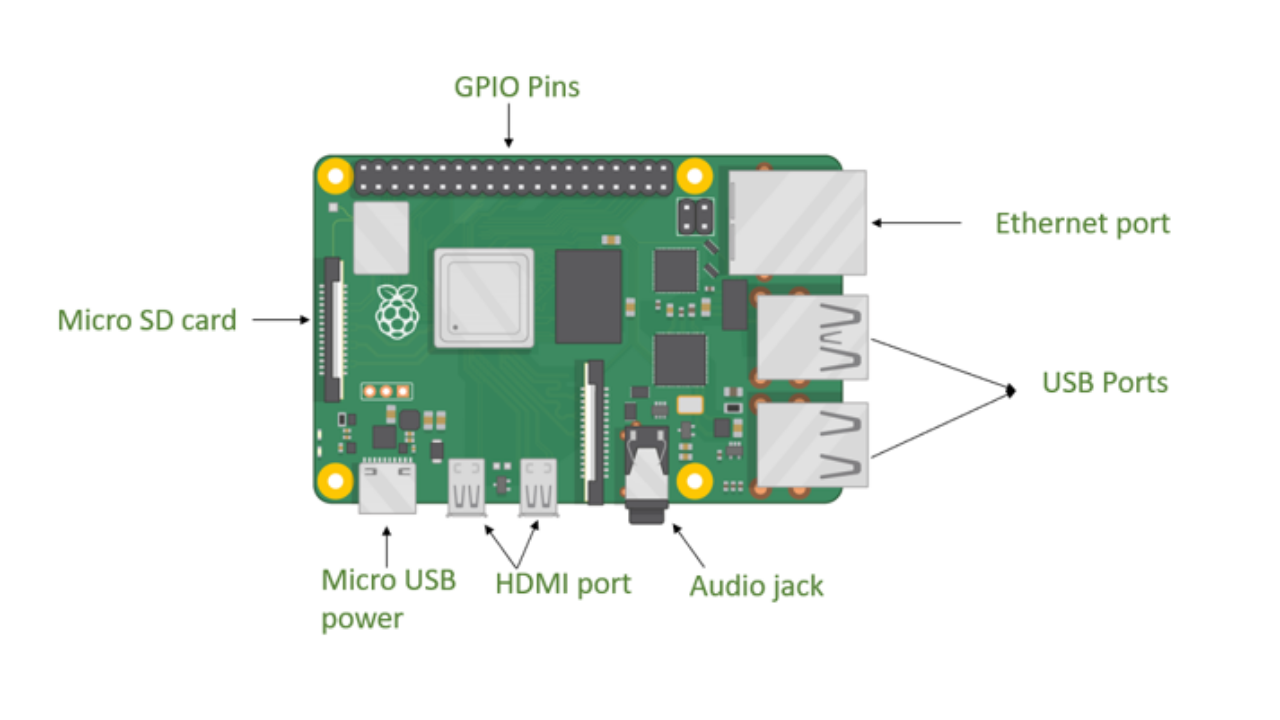 GPIO Pins
Ethernet port
Micro SD card
USB Ports
Micro USB
power
HDMI port
Audio jack